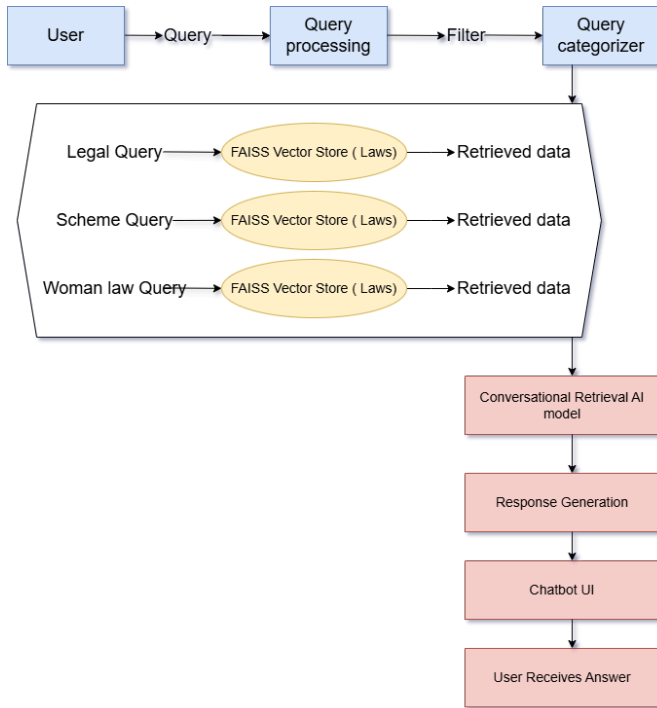 User
Query
Query
processing
Filter
Query
categorizer
Legal Query
FAISS Vector Store ( Laws)
Retrieved data
Scheme Query
FAISS Vector Store ( Laws)
Retrieved data
Woman law Query
FAISS Vector Store ( Laws)
Retrieved data
Conversational Retrieval AI
model
Response Generation
Chatbot UI
User Receives Answer